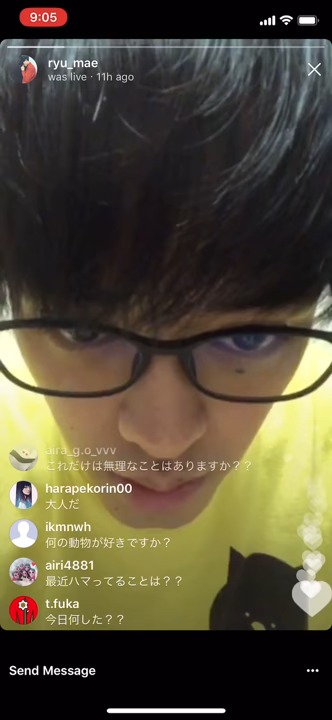 9:05
ryu_mae
was live · 11h ago
aira_g.o_vvv
これだけは無理なことはありますか？？
harapekorin00
大人だ
ikmnwh
何の動物が好きですか？
airi4881
最近ハマってることは？？
t.fuka
今日何した？？
Send Message